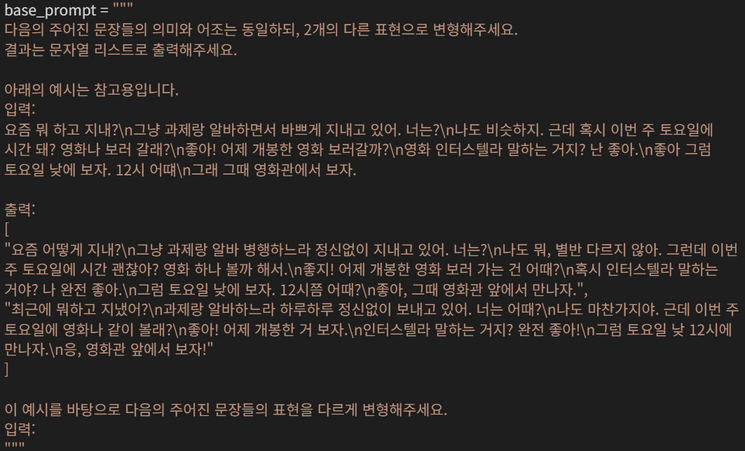 base_prompt = """
다음의 주어진 문장들의 의미와 어조는 동일하되, 2개의 다른 표현으로 변형해주세요.
결과는 문자열 리스트로 출력해주세요.
아래의 예시는 참고용입니다.
입력:
요즘 뭐 하고 지내?\n그냥 과제랑 알바하면서 바쁘게 지내고 있어. 너는?\n나도 비슷하지. 근데 혹시 이번 주 토요일에
시간 돼? 영화나 보러 갈래?\n좋아! 어제 개봉한 영화 보러갈까?\n영화 인터스텔라 말하는 거지? 난 좋아.\n좋아 그럼
토요일 낮에 보자. 12시 어때\n그래 그때 영화관에서 보자.
출력:
[
"요즘 어떻게 지내?\n그냥 과제랑 알바 병행하느라 정신없이 지내고 있어. 너는?\n나도 뭐, 별반 다르지 않아. 그런데 이번
주 토요일에 시간 괜찮아? 영화 하나 볼까 해서.\n좋지! 어제 개봉한 영화 보러 가는 건 어때?\n혹시 인터스텔라 말하는
거야? 나 완전 좋아.\n그럼 토요일 낮에 보자. 12시쯤 어때?\n좋아, 그때 영화관 앞에서 만나자.",
"최근에 뭐하고 지냈어?\n과제랑 알바하느라 하루하루 정신없이 보내고 있어. 너는 어때?\n나도 마찬가지야. 근데 이번 주
토요일에 영화나 같이 볼래?\n좋아! 어제 개봉한 거 보자.\n인터스텔라 말하는 거지? 완전 좋아!\n그럼 토요일 낮 12시에
만나자.\n응, 영화관 앞에서 보자!"
]
이 예시를 바탕으로 다음의 주어진 문장들의 표현을 다르게 변형해주세요.
입력:
"""